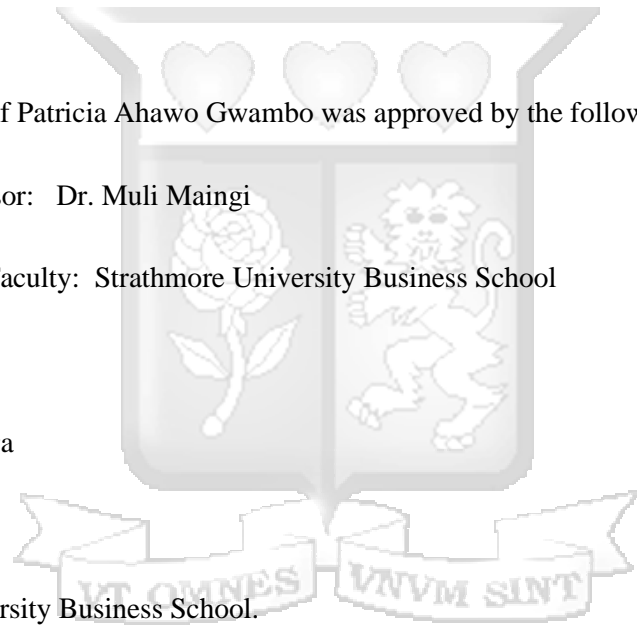 f Patricia Ahawo Gwambo was approved by the follow
or: Dr. Muli Maingi
aculty: Strathmore University Business School
a
VT OMNES VNVM SINT
rsity Business School.